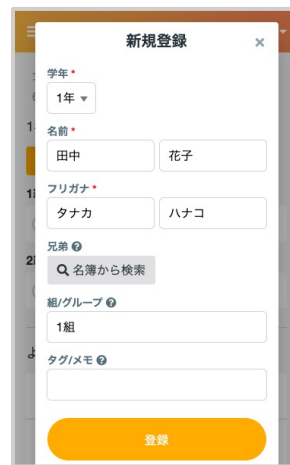 新規登録 ×
学年 *
1年
名前 *
田中 花子
フリガナ *
タナカ ハナコ
兄弟 ?
名簿から検索
組/グループ ?
1組
タグ/メモ ?
登録